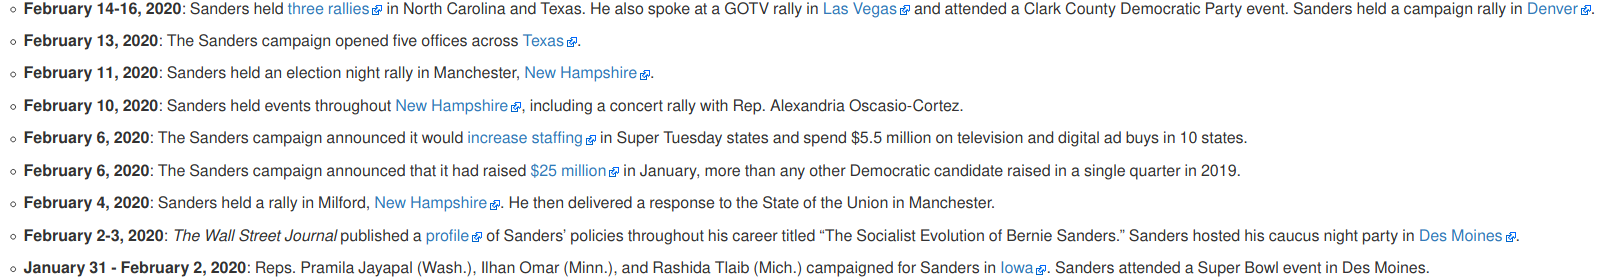 February 14-16, 2020: Sanders held three rallies in North Carolina and Texas. He also spoke at a GOTV rally in Las Vegas and attended a Clark County Democratic Party event. Sanders held a campaign rally in Denver.
February 13, 2020: The Sanders campaign opened five offices across Texas.
February 11, 2020: Sanders held an election night rally in Manchester, New Hampshire.
February 10, 2020: Sanders held events throughout New Hampshire, including a concert rally with Rep. Alexandria Oscasio-Cortez.
February 6, 2020: The Sanders campaign announced it would increase staffing in Super Tuesday states and spend $5.5 million on television and digital ad buys in 10 states.
February 6, 2020: The Sanders campaign announced that it had raised $25 million in January, more than any other Democratic candidate raised in a single quarter in 2019.
February 4, 2020: Sanders held a rally in Milford, New Hampshire. He then delivered a response to the State of the Union in Manchester.
February 2-3, 2020: The Wall Street Journal published a profile of Sanders’ policies throughout his career titled “The Socialist Evolution of Bernie Sanders.” Sanders hosted his caucus night party in Des Moines.
January 31 - February 2, 2020: Reps. Pramila Jayapal (Wash.), Ilhan Omar (Minn.), and Rashida Tlaib (Mich.) campaigned for Sanders in Iowa. Sanders attended a Super Bowl event in Des Moines.